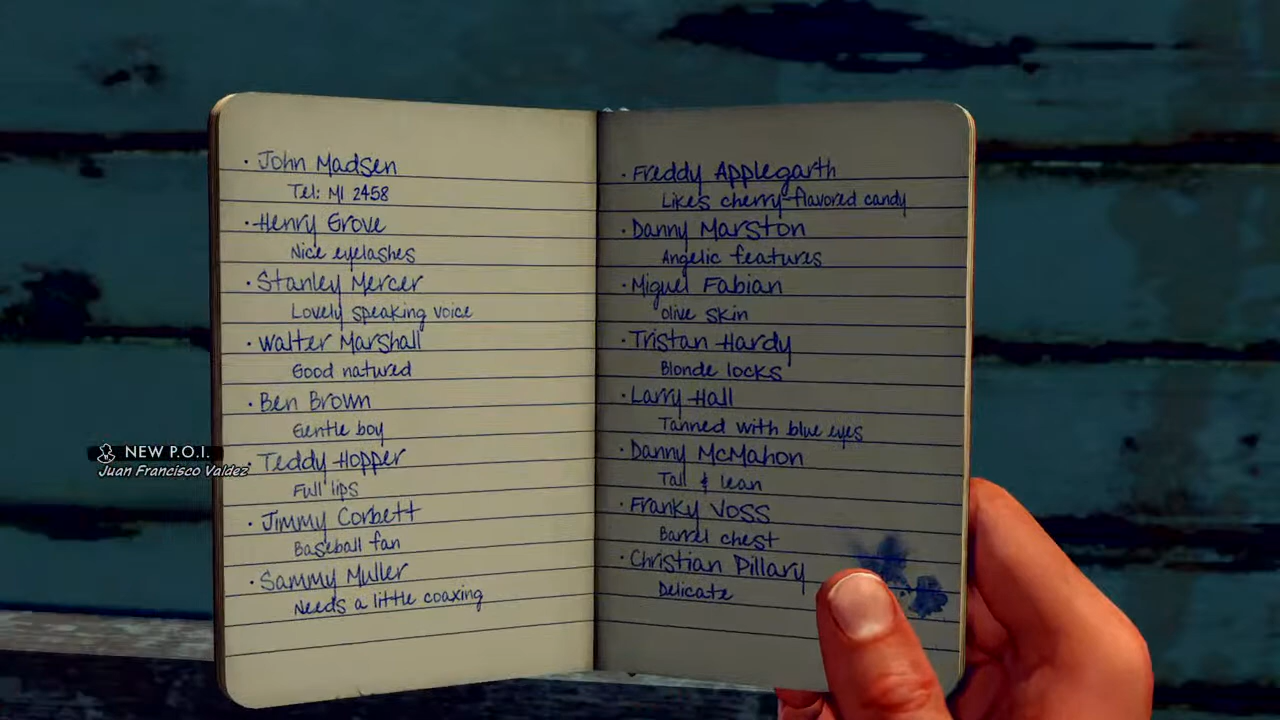 John Madsen
Tel: MI 2458
Henry Grove
Nice eyelashes
Stanley Mercer
Lovely speaking voice
Walter Marshall
Good natured
Ben Brown
Gentle boy
Teddy Hopper
Full lips
Jimmy Corbett
Baseball fan
Sammy Muller
Needs a little coaxing
Freddy Applegarth
Likes cherry-flavored candy
Danny Marston
Angelic features
Miguel Fabian
olive skin
Tristan Hardy
Blonde locks
Larry Hall
Tanned with blue eyes
Danny McMahon
Tall & lean
Franky Voss
Barrel chest
Christian Pillary
Delicate
NEW P.O.I.
Juan Francisco Valdez